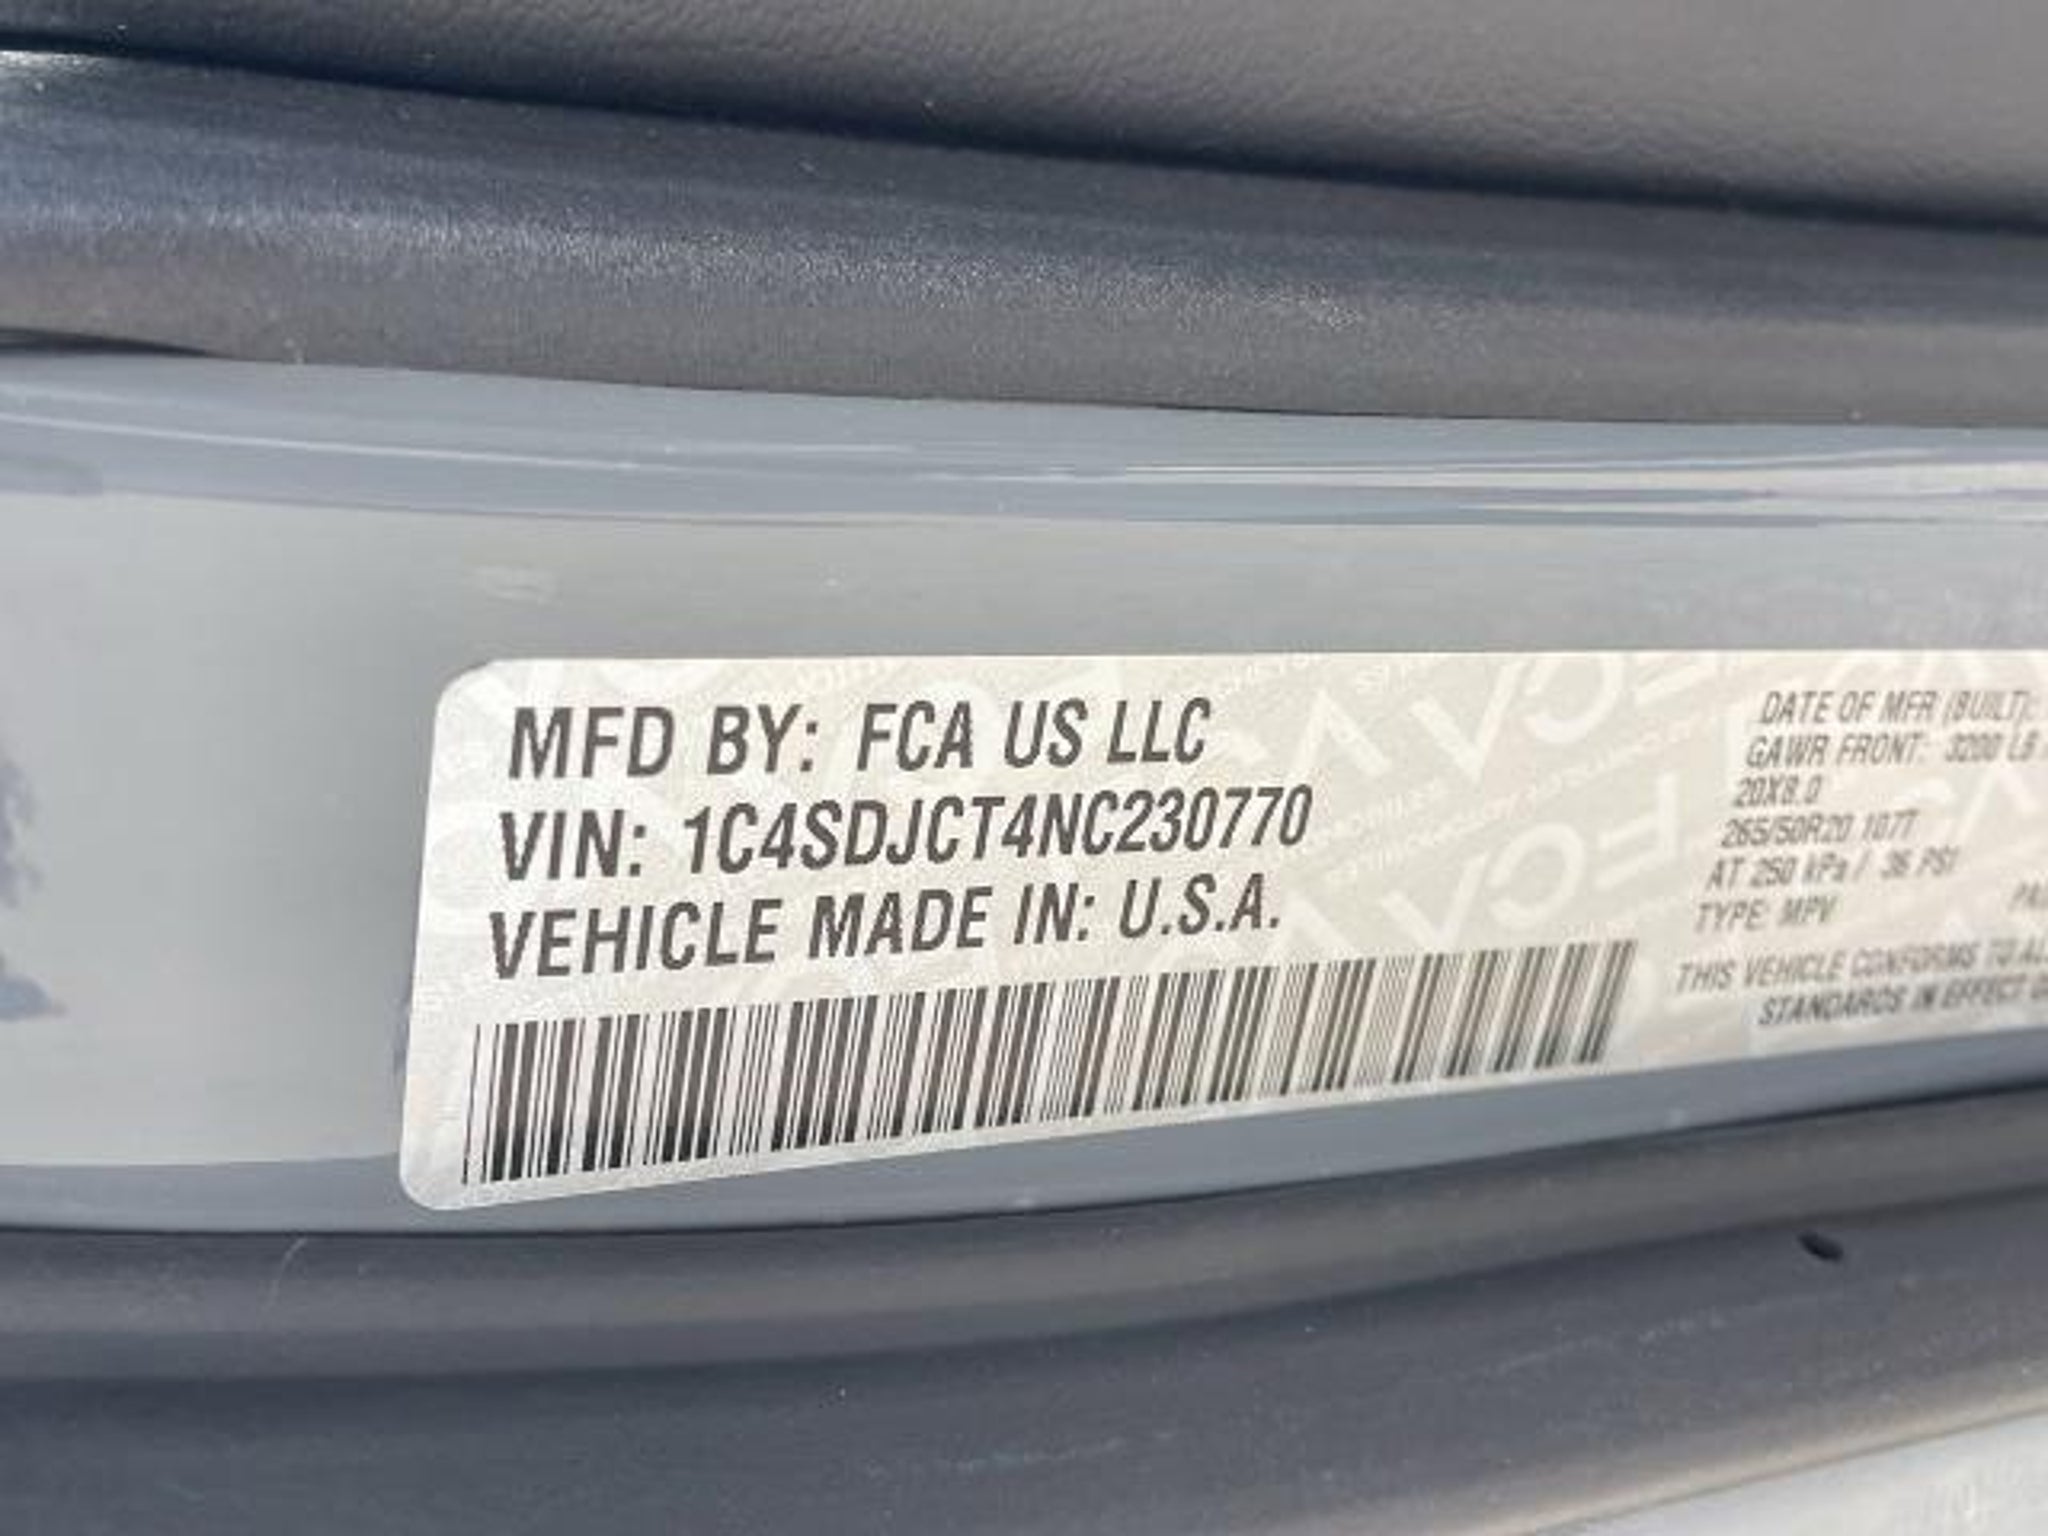 MFD BY: FCA US LLC
VIN: 1C4SDJCT4NC230770
VEHICLE MADE IN: U.S.A.
DATE OF MFR (BUILT):
GAWR FRONT: 3200 LB
20X8.0
265/50R20 107T
AT 250 kPa / 36 PSI
TYPE: MPV
THIS VEHICLE CONFORMS TO
STANDARDS IN EFFECT
FCA